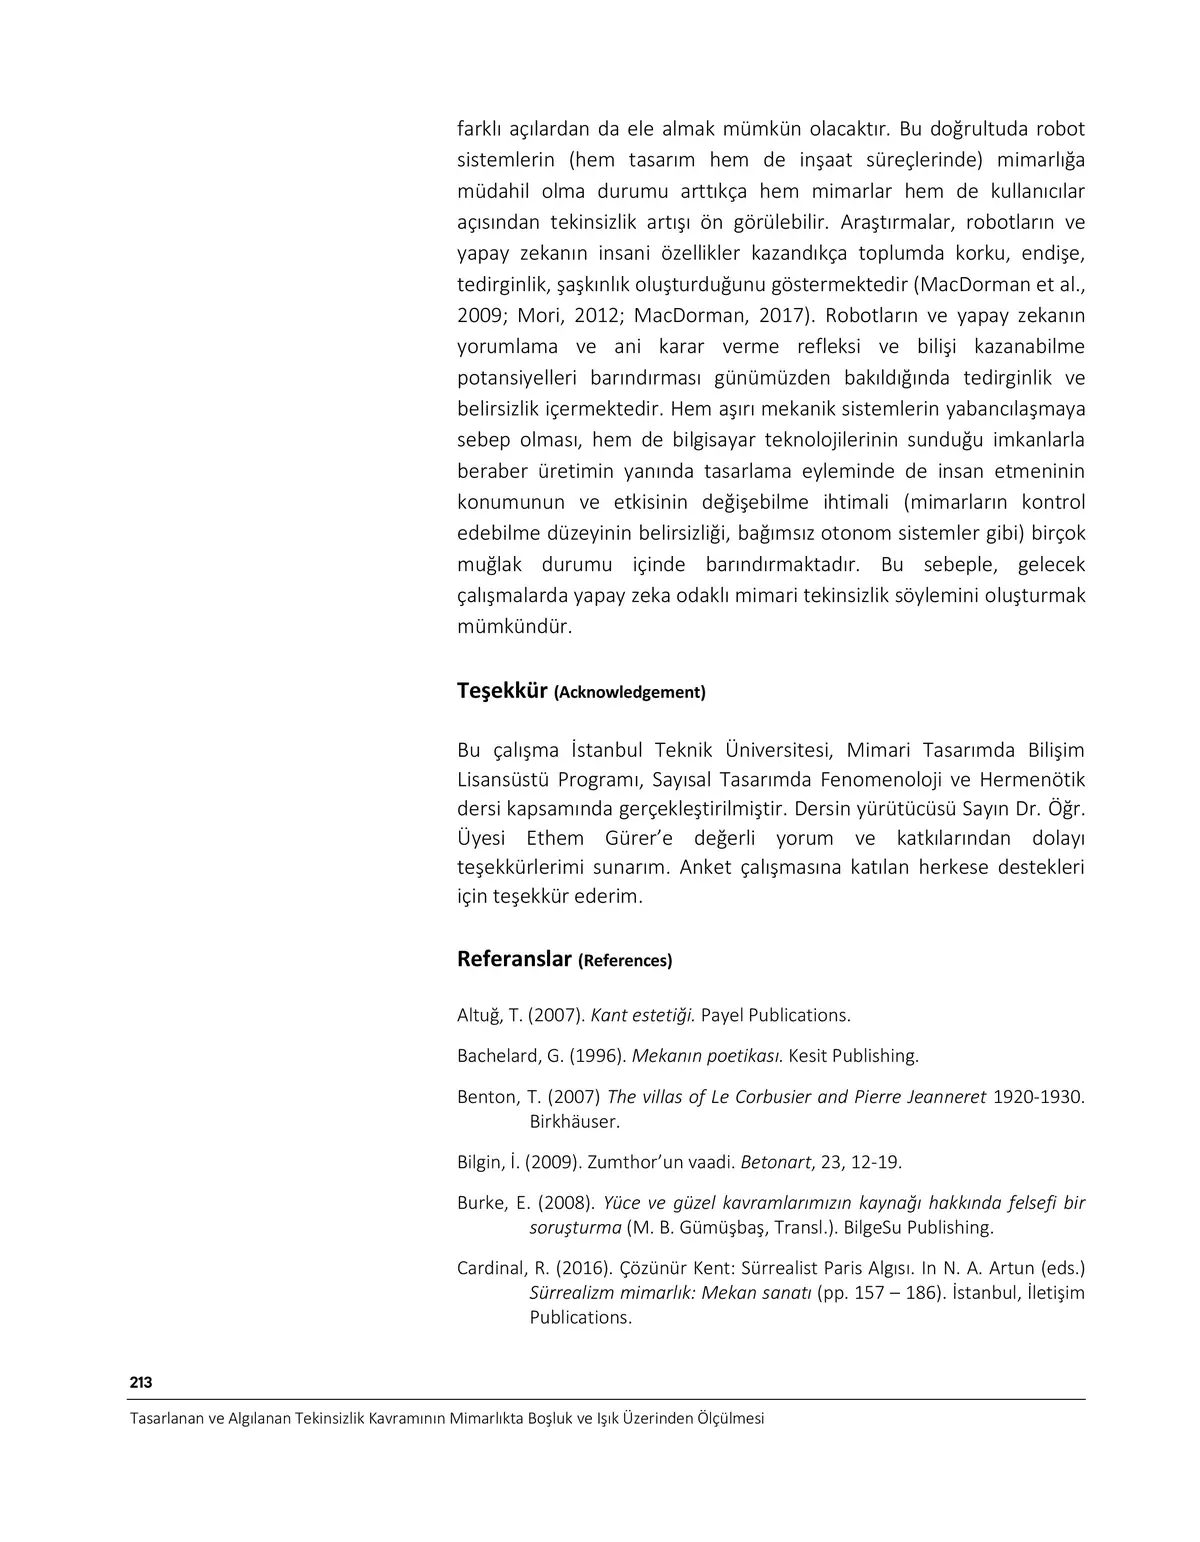 farklı açılardan da ele almak mümkün olacaktır. Bu doğrultuda robot
sistemlerin (hem tasarım hem de inşaat süreçlerinde) mimarlığa
müdahil olma durumu arttıkça hem mimarlar hem de kullanıcılar
açısından tekinsizlik artışı ön görülebilir. Araştırmalar, robotların ve
yapay zekanın insani özellikler kazandıkça toplumda korku, endişe,
tedirginlik, şaşkınlık oluşturduğunu göstermektedir (MacDorman et al.,
2009; Mori, 2012; MacDorman, 2017). Robotların ve yapay zekanın
yorumlama ve ani karar verme refleksi ve bilişi kazanabilme
potansiyelleri barındırması günümüzden bakıldığında tedirginlik ve
belirsizlik içermektedir. Hem aşırı mekanik sistemlerin yabancılaşmaya
sebep olması, hem de bilgisayar teknolojilerinin sunduğu imkanlarla
beraber üretimin yanında tasarlama eyleminde de insan etmeninin
konumunun ve etkisinin değişebilme ihtimali (mimarların kontrol
edebilme düzeyinin belirsizliği, bağımsız otonom sistemler gibi) birçok
muğlak durumu içinde barındırmaktadır. Bu sebeple, gelecek
çalışmalarda yapay zeka odaklı mimari tekinsizlik söylemini oluşturmak
mümkündür.
Teşekkür (Acknowledgement)
Bu çalışma İstanbul Teknik Üniversitesi, Mimari Tasarımda Bilişim
Lisansüstü Programı, Sayısal Tasarımda Fenomenoloji ve Hermenötik
dersi kapsamında gerçekleştirilmiştir. Dersin yürütücüsü Sayın Dr. Öğr.
Üyesi Ethem Gürer’e değerli yorum ve katkılarından dolayı
teşekkürlerimi sunarım. Anket çalışmasına katılan herkese destekleri
için teşekkür ederim.
Referanslar (References)
Altuğ, T. (2007). Kant estetiği. Payel Publications.
Bachelard, G. (1996). Mekanın poetikası. Kesit Publishing.
Benton, T. (2007) The villas of Le Corbusier and Pierre Jeanneret 1920-1930.
Birkhäuser.
Bilgin, İ. (2009). Zumthor’un vaadi. Betonart, 23, 12-19.
Burke, E. (2008). Yüce ve güzel kavramlarımızın kaynağı hakkında felsefi bir
soruşturma (M. B. Gümüşbaş, Transl.). BilgeSu Publishing.
Cardinal, R. (2016). Çözünür Kent: Sürrealist Paris Algısı. In N. A. Artun (eds.)
Sürrealizm mimarlık: Mekan sanatı (pp. 157 – 186). İstanbul, İletişim
Publications.
213
Tasarlanan ve Algılanan Tekinsizlik Kavramının Mimarlıkta Boşluk ve Işık Üzerinden Ölçülmesi